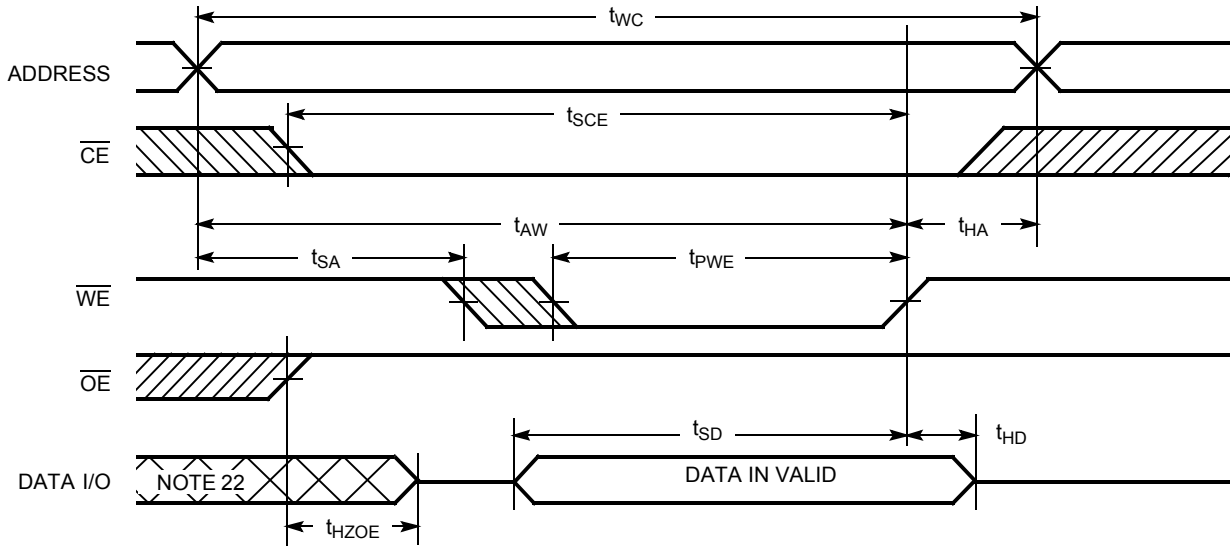 tWC
ADDRESS
tSCE
CE
tAW
tHA
tSA
tPWE
WE
OE
tSD
tHD
DATA I/O
NOTE 22
DATA IN VALID
tHZOE